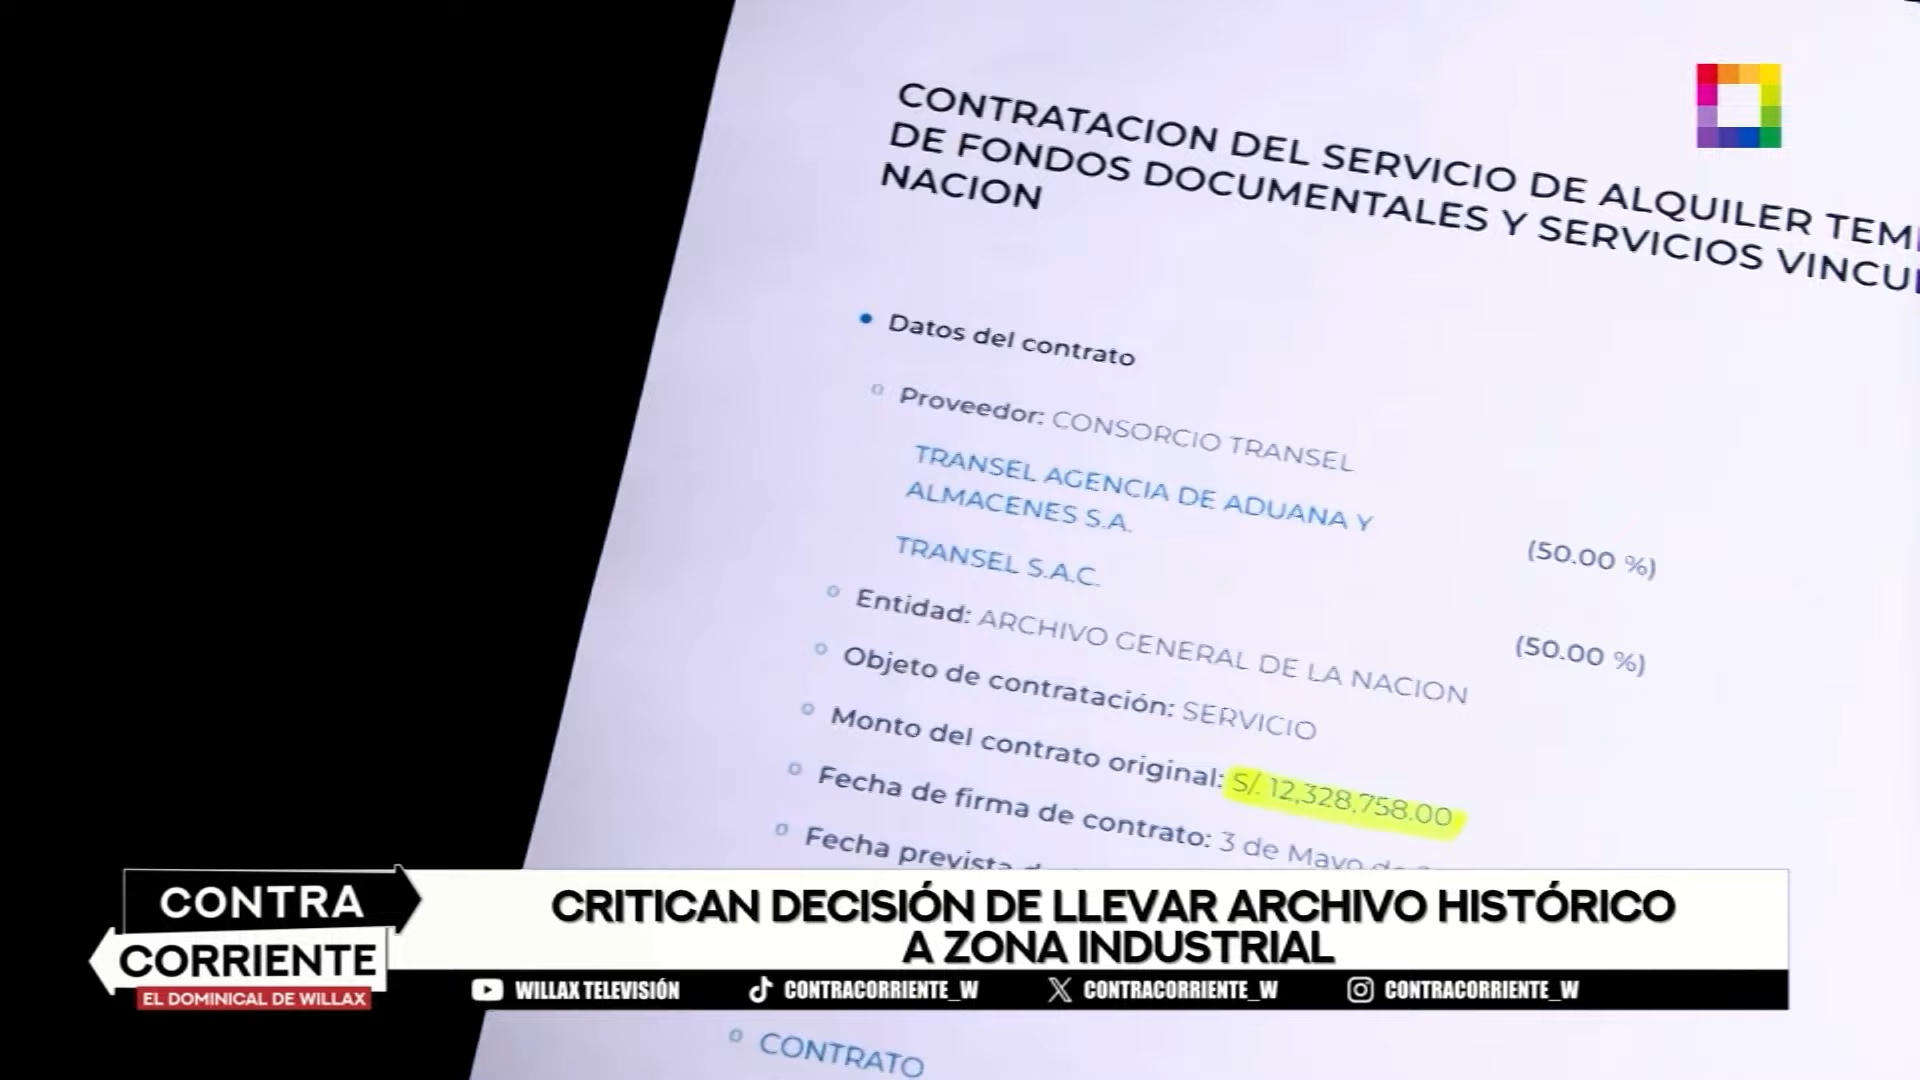 CONTRATACION DEL SERVICIO DE ALQUILER
DE FONDOS DOCUMENTALES Y SERVICIOS
NACION
Datos del contrato
Proveedor: CONSORCIO TRANSEL
TRANSEL AGENCIA DE ADUANA Y
ALMACENES S.A.
(50.00 %)
TRANSEL S.A.C.
(50.00 %)
Entidad: ARCHIVO GENERAL DE LA NACION
Objeto de contratación: SERVICIO
Monto del contrato original: S/. 12,328,758.00
Fecha de firma de contrato: 3 de Mayo de
Fecha prevista
CONTRA
CORRIENTE
EL DOMINICAL DE WILLAX
CRITICAN DECISIÓN DE LLEVAR ARCHIVO HISTÓRICO
A ZONA INDUSTRIAL
WILLAX TELEVISIÓN CONTRACORRIENTE_W CONTRACORRIENTE_W CONTRACORRIENTE_W
CONTRATO